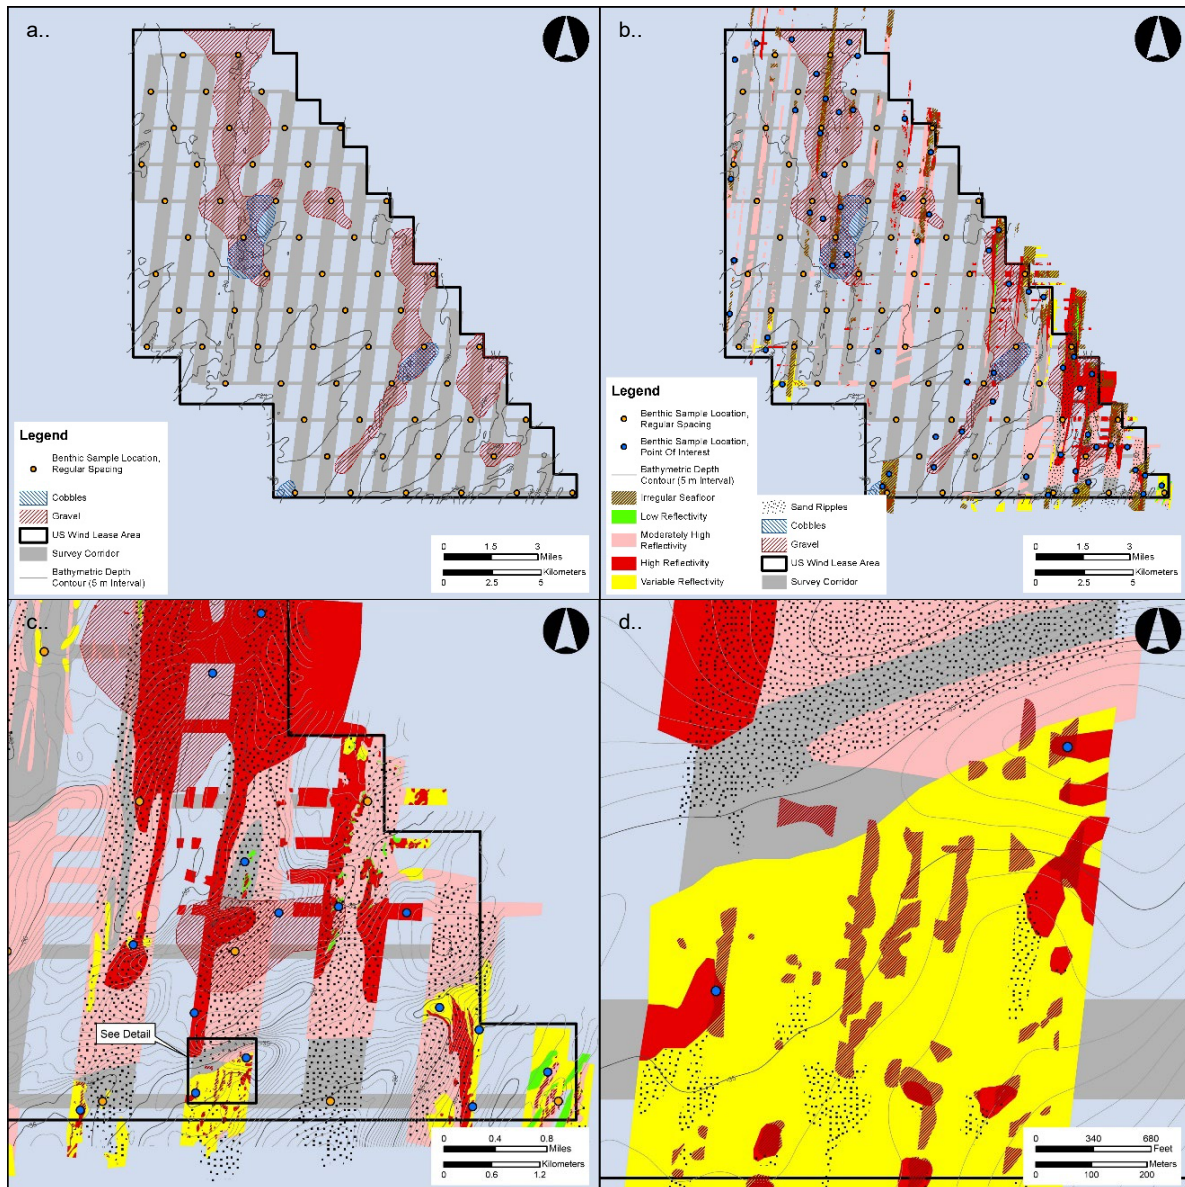 a..
Legend
Benthic Sample Location,
Regular Spacing
Cobbles
Gravel
US Wind Lease Area
Survey Corridor
Bathymetric Depth
Contour (5 m Interval)
0 1.5 3
Miles
Kilometers
0 2.5 5
b..
Legend
Benthic Sample Location,
Regular Spacing
Benthic Sample Location,
Point Of Interest
Bathymetric Depth
Contour (5 m Interval)
Irregular Seafloor
Low Reflectivity
Moderately High
Reflectivity
High Reflectivity
Variable Reflectivity
Sand Ripples
Cobbles
Gravel
US Wind Lease Area
Survey Corridor
0 1.5 3
Miles
Kilometers
0 2.5 5
c..
See Detail
0 0.4 0.8
Miles
Kilometers
0 0.6 1.2
d..
0 340 680
Feet
Meters
0 100 200